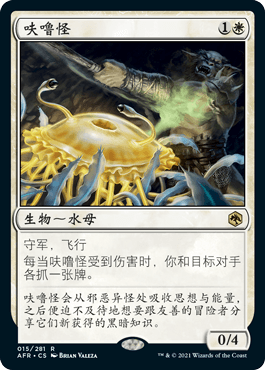 呋噜怪 1
生物～水母
守军，飞行
每当呋噜怪受到伤害时，你和目标对手
各抓一张牌。
呋噜怪会从邪恶异怪处吸收思想与能量，
之后便迫不及待地想要跟友善的冒险者分
享它们新获得的黑暗知识。
0/4
015/281 R
AFR • CS BRIAN VALEZA
™ & © 2021 Wizards of the Coast